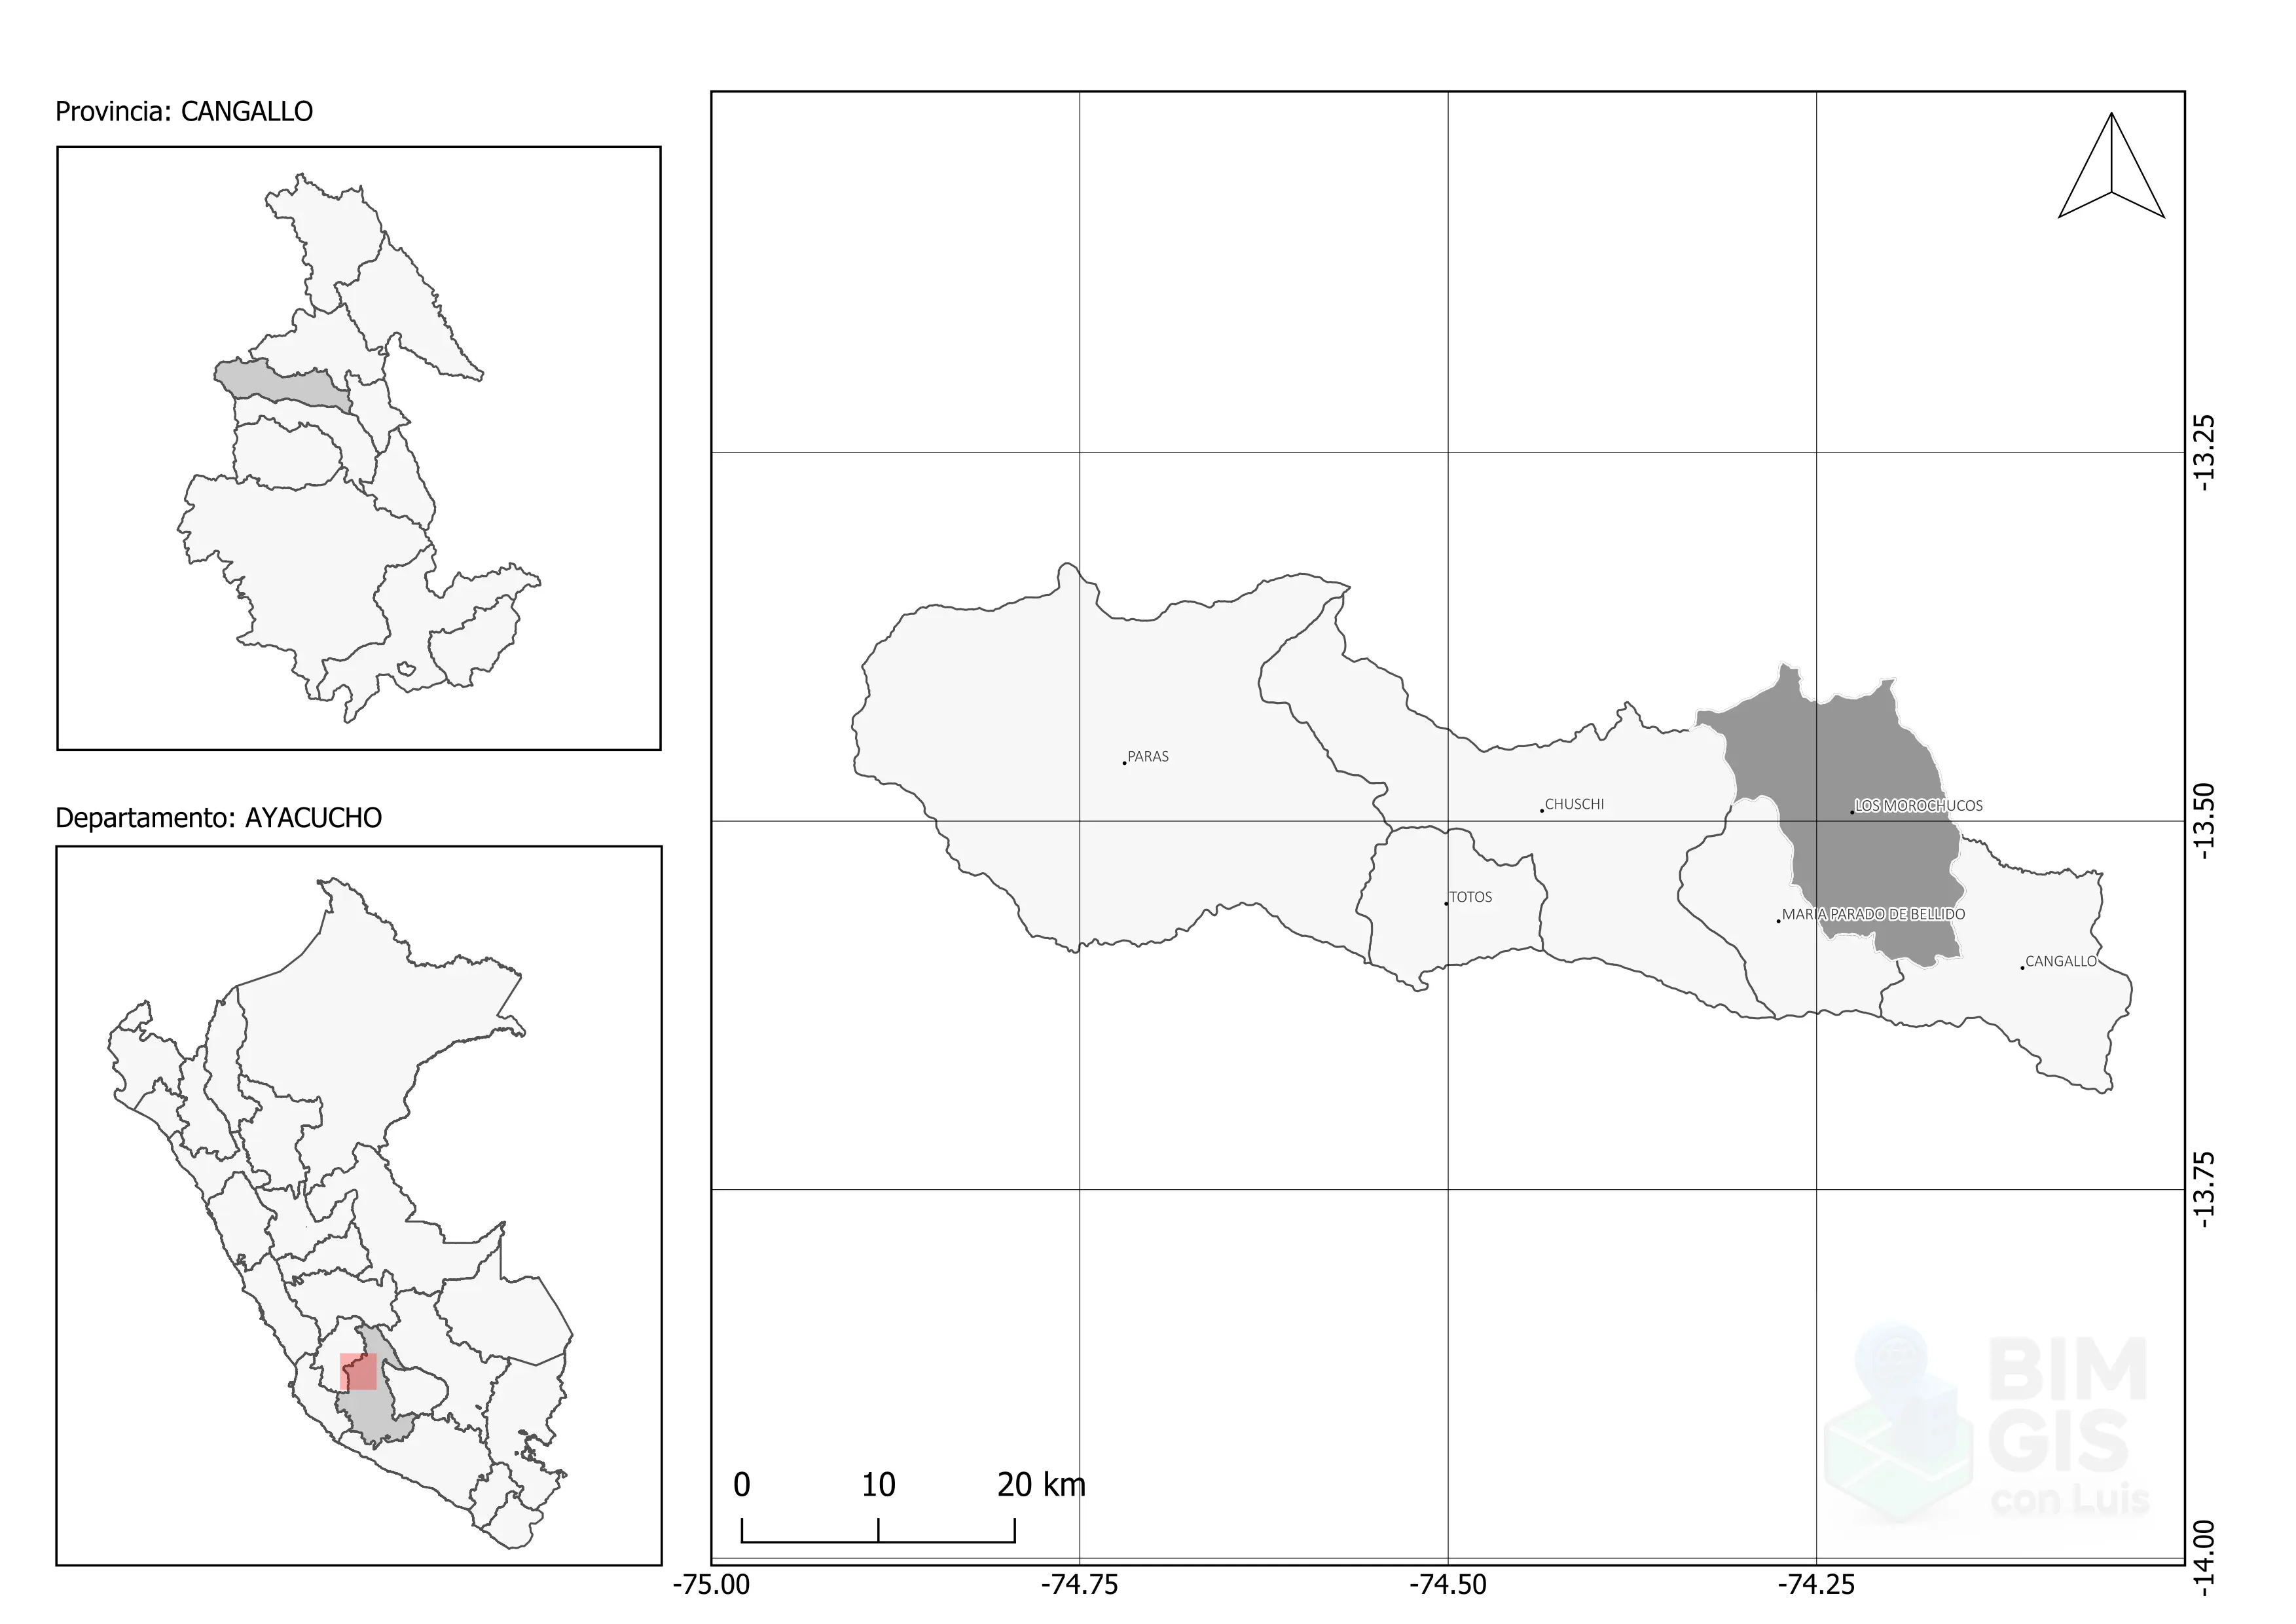 Provincia: CANGALLO
Departamento: AYACUCHO
PARAS
CHUSCHI
LOS MOROCHUCOS
TOTOS
MARIA PARADO DE BELLIDO
CANGALLO
-13.25
-13.50
-13.75
-14.00
0 10 20 km
-75.00 -74.75 -74.50 -74.25
BIM
GIS
con Luis